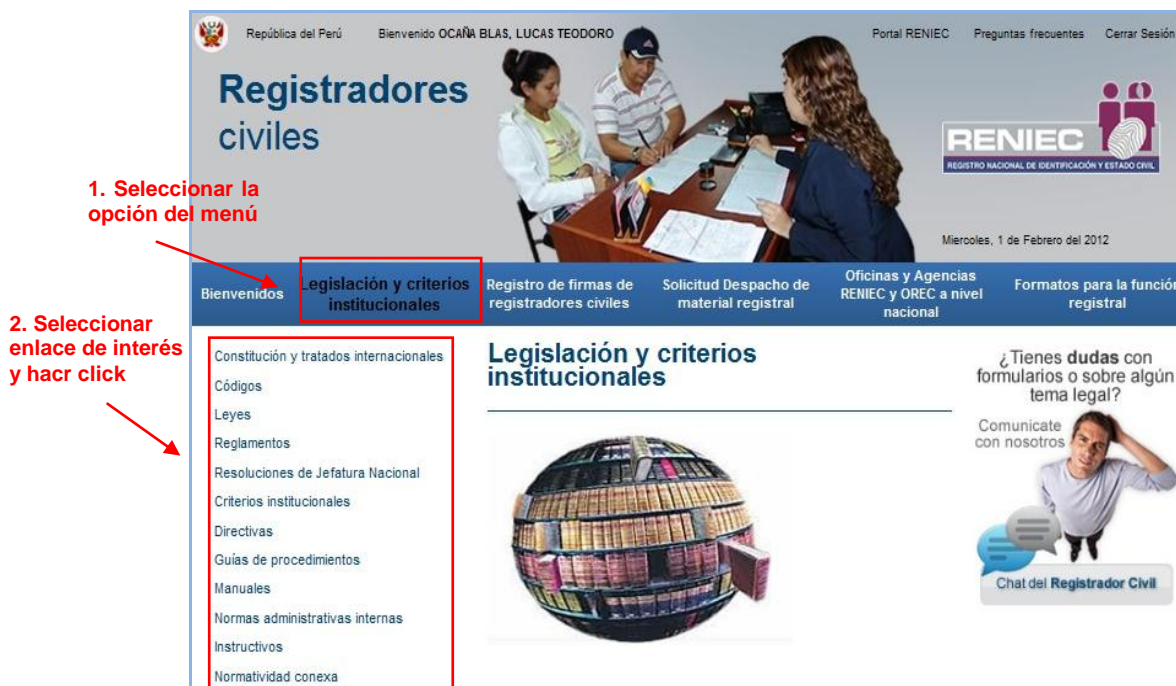 República del Perú
Bienvenido OCAÑA BLAS, LUCAS TEODORO
Portal RENIEC
Preguntas frecuentes
Cerrar Sesión
Registradores
civiles
RENIEC
REGISTRO NACIONAL DE IDENTIFICACIÓN Y ESTADO CIVIL
1. Seleccionar la
opción del menú
Miercoles, 1 de Febrero del 2012
Bienvenidos
Legislación y criterios
institucionales
Registro de firmas de
registradores civiles
Solicitud Despacho de
material registral
Oficinas y Agencias
RENIEC y OREC a nivel
nacional
Formatos para la función
registral
2. Seleccionar
enlace de interés
y hacr click
Constitución y tratados internacionales
Códigos
Leyes
Reglamentos
Resoluciones de Jefatura Nacional
Criterios institucionales
Directivas
Guías de procedimientos
Manuales
Normas administrativas internas
Instructivos
Normatividad conexa
Legislación y criterios
institucionales
¿Tienes dudas con
formularios o sobre algún
tema legal?
Comunicate
con nosotros
Chat del Registrador Civil